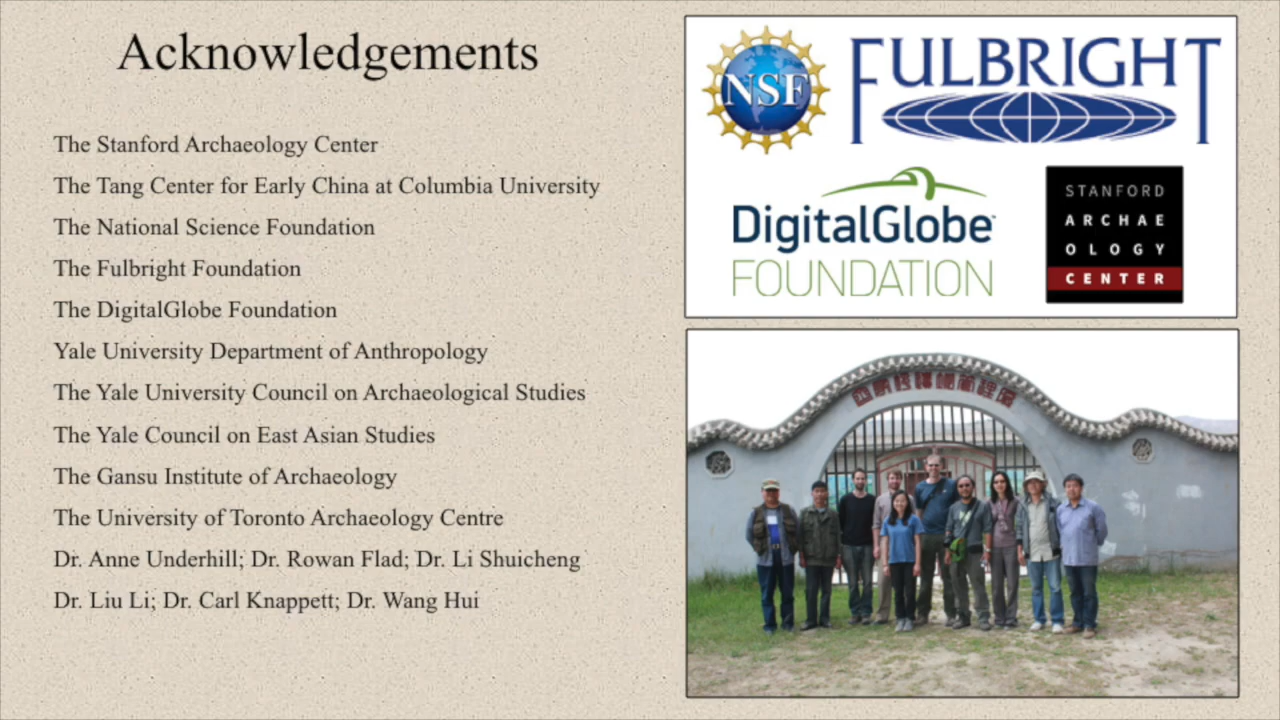 Acknowledgements
The Stanford Archaeology Center
The Tang Center for Early China at Columbia University
The National Science Foundation
The Fulbright Foundation
The DigitalGlobe Foundation
Yale University Department of Anthropology
The Yale University Council on Archaeological Studies
The Yale Council on East Asian Studies
The Gansu Institute of Archaeology
The University of Toronto Archaeology Centre
Dr. Anne Underhill; Dr. Rowan Flad; Dr. Li Shuicheng
Dr. Liu Li; Dr. Carl Knappett; Dr. Wang Hui
NSF
FULBRIGHT
DigitalGlobe
FOUNDATION
STANFORD
ARCHAE
OLOGY
CENTER